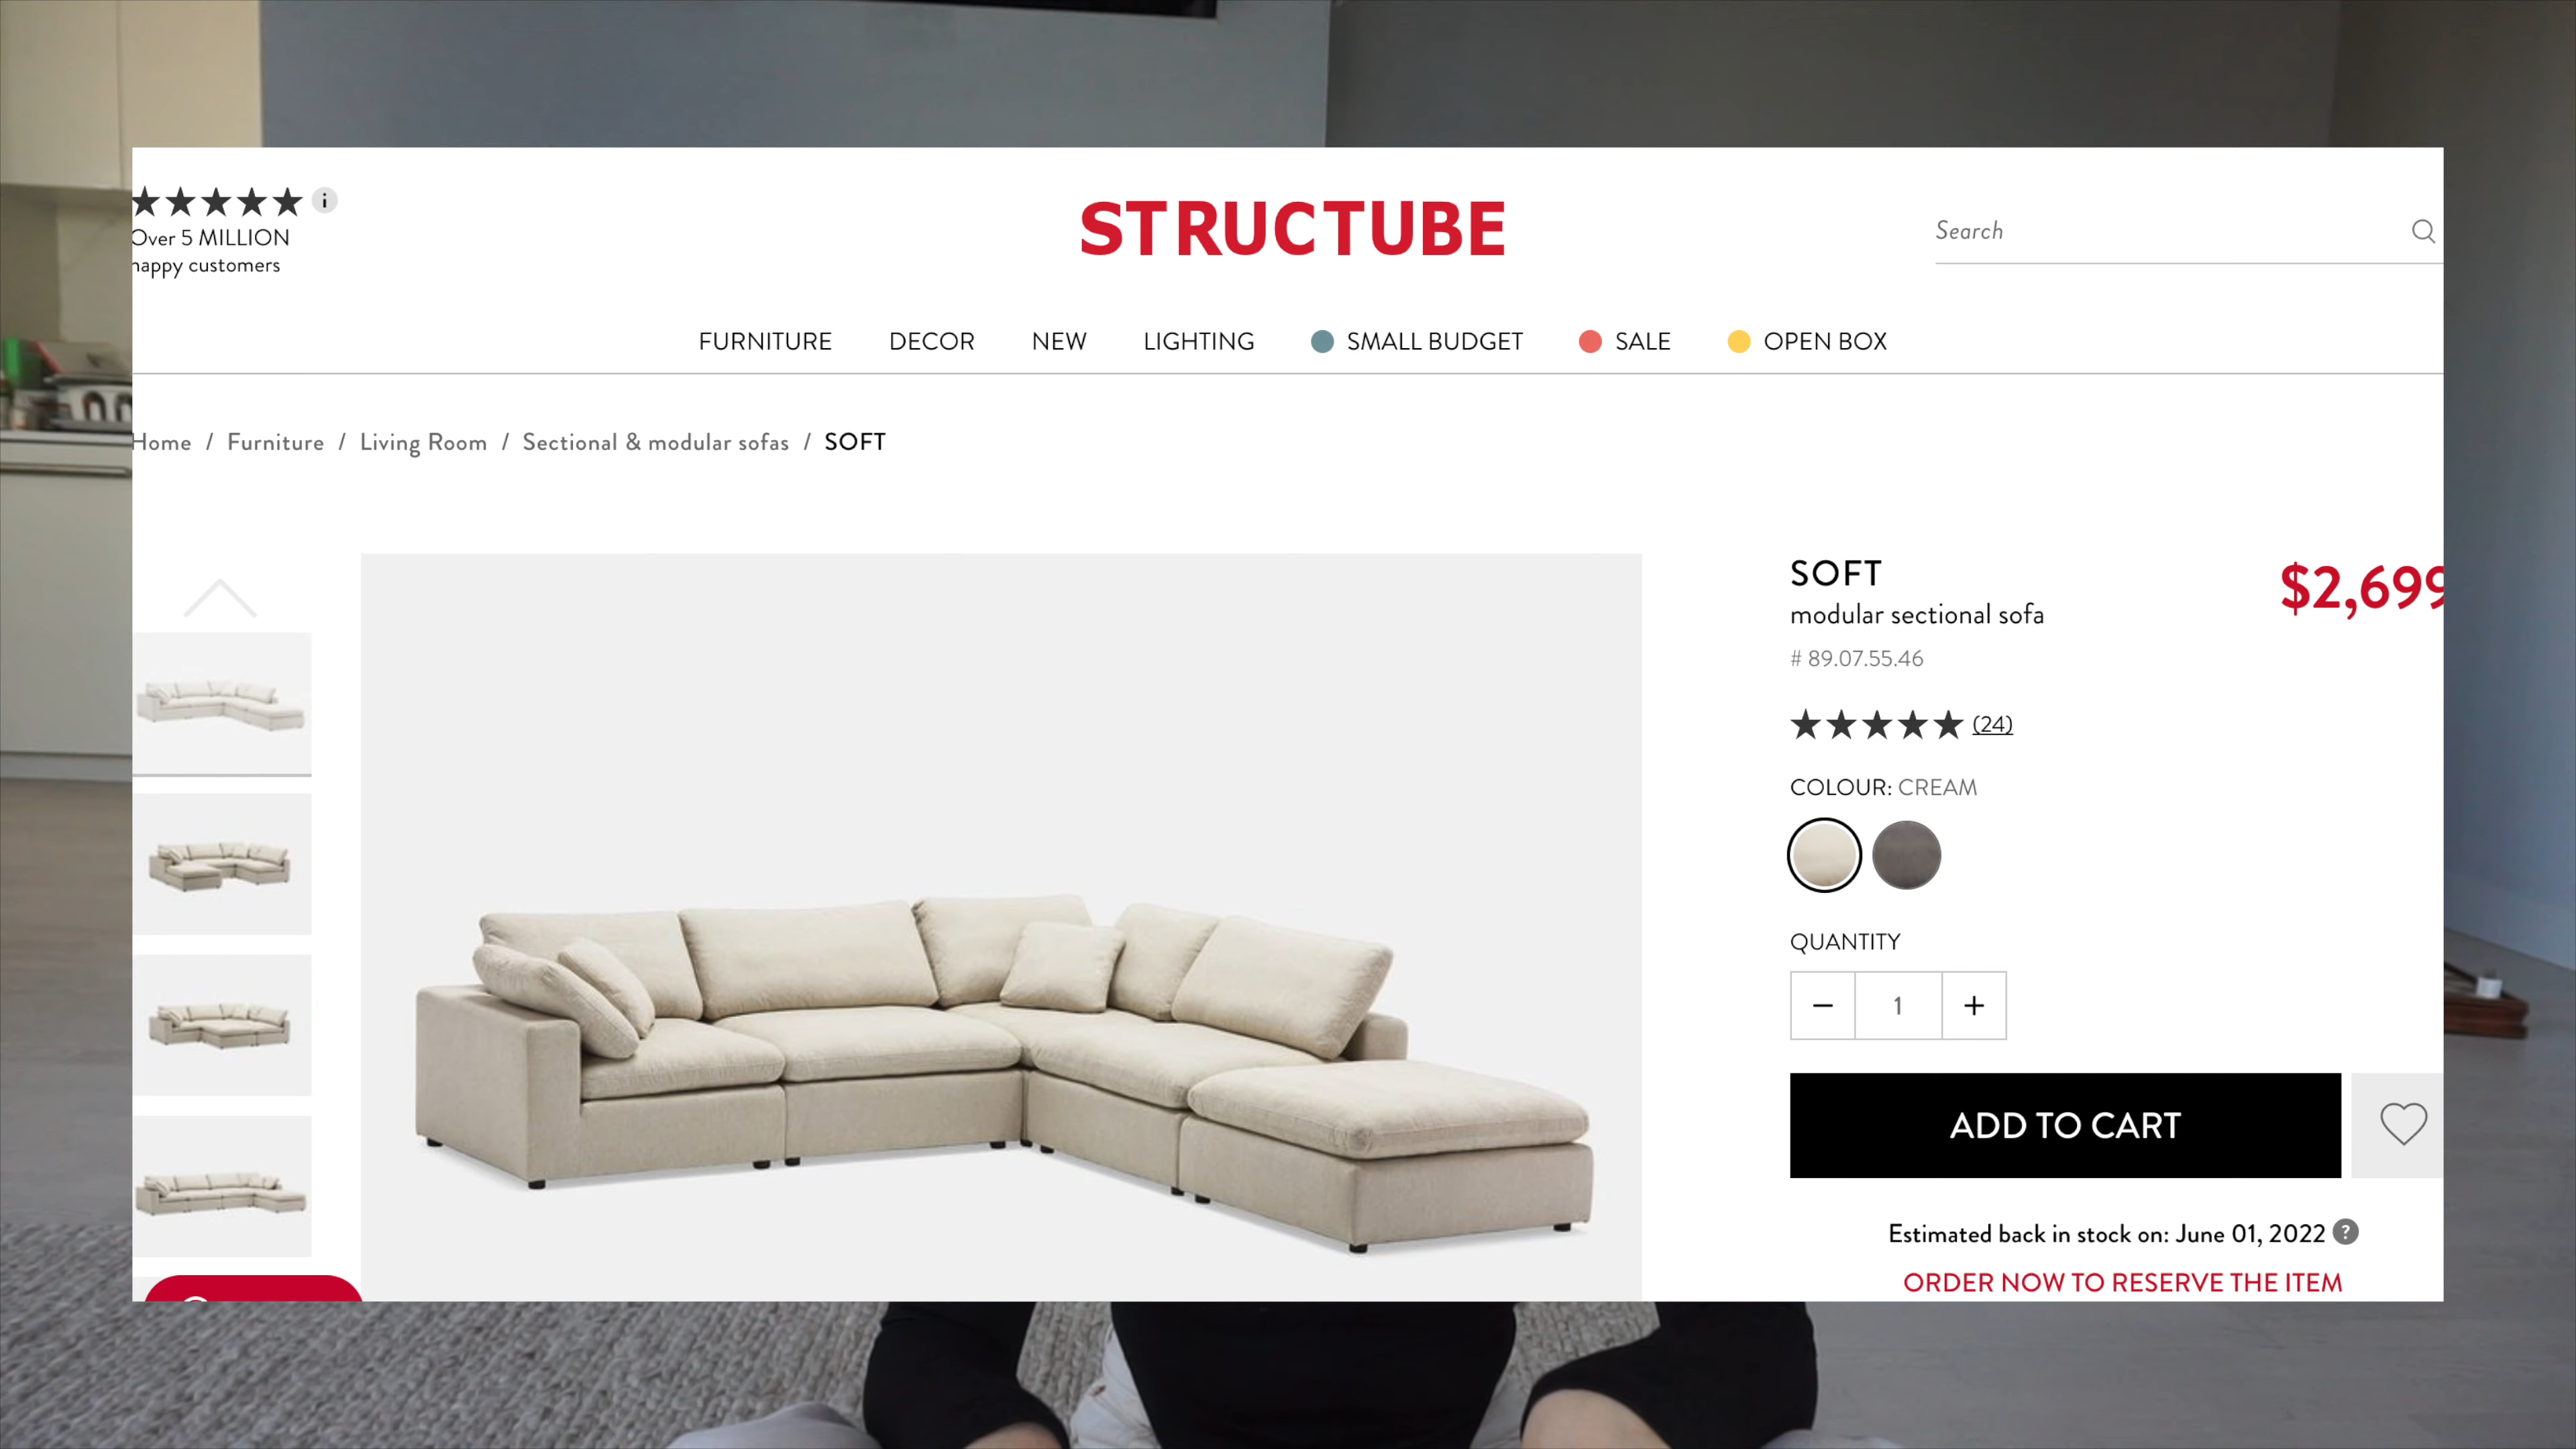 Over 5 MILLION
happy customers
STRUCTUBE
Search
FURNITURE DECOR NEW LIGHTING SMALL BUDGET SALE OPEN BOX
Home / Furniture / Living Room / Sectional & modular sofas / SOFT
SOFT
$2,699
modular sectional sofa
# 89.07.55.46
(24)
COLOUR: CREAM
QUANTITY
− 1 +
ADD TO CART
Estimated back in stock on: June 01, 2022 ?
ORDER NOW TO RESERVE THE ITEM